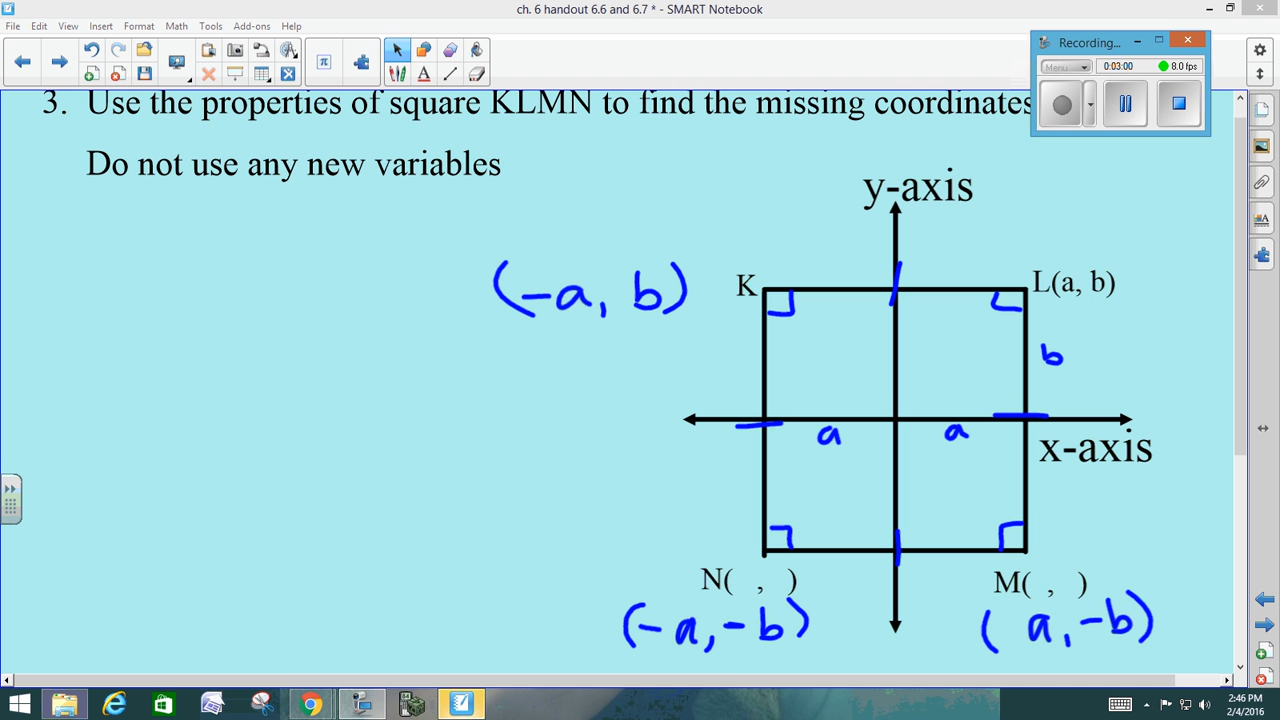 ch. 6 handout 6.6 and 6.7 * - SMART Notebook
File Edit View Insert Format Math Tools Add-ons Help
Recording...
Menu 0:03:00 8.0 fps
3. Use the properties of square KLMN to find the missing coordinates
Do not use any new variables
y-axis
(-a, b) K L(a, b)
b
a a
x-axis
N( , ) M( , )
(-a, -b) ( a, -b)
2:46 PM
2/4/2016